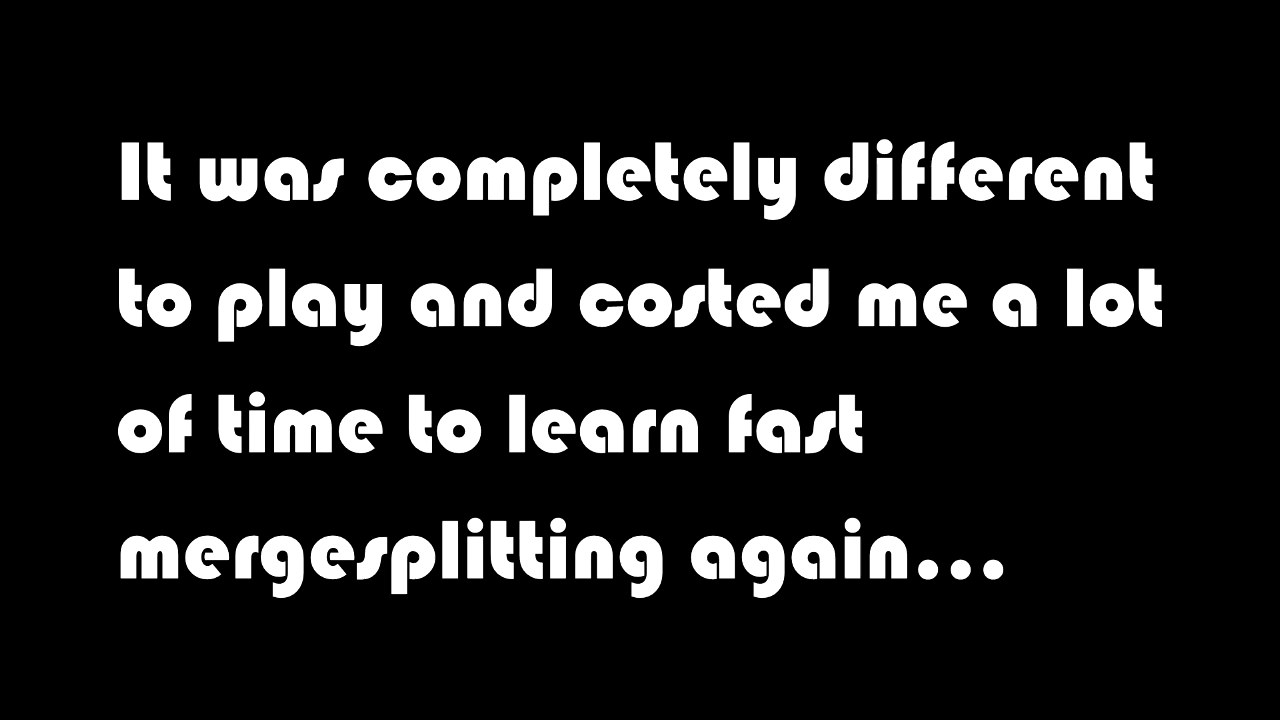 It was completely different
to play and costed me a lot
of time to learn fast
mergesplitting again...